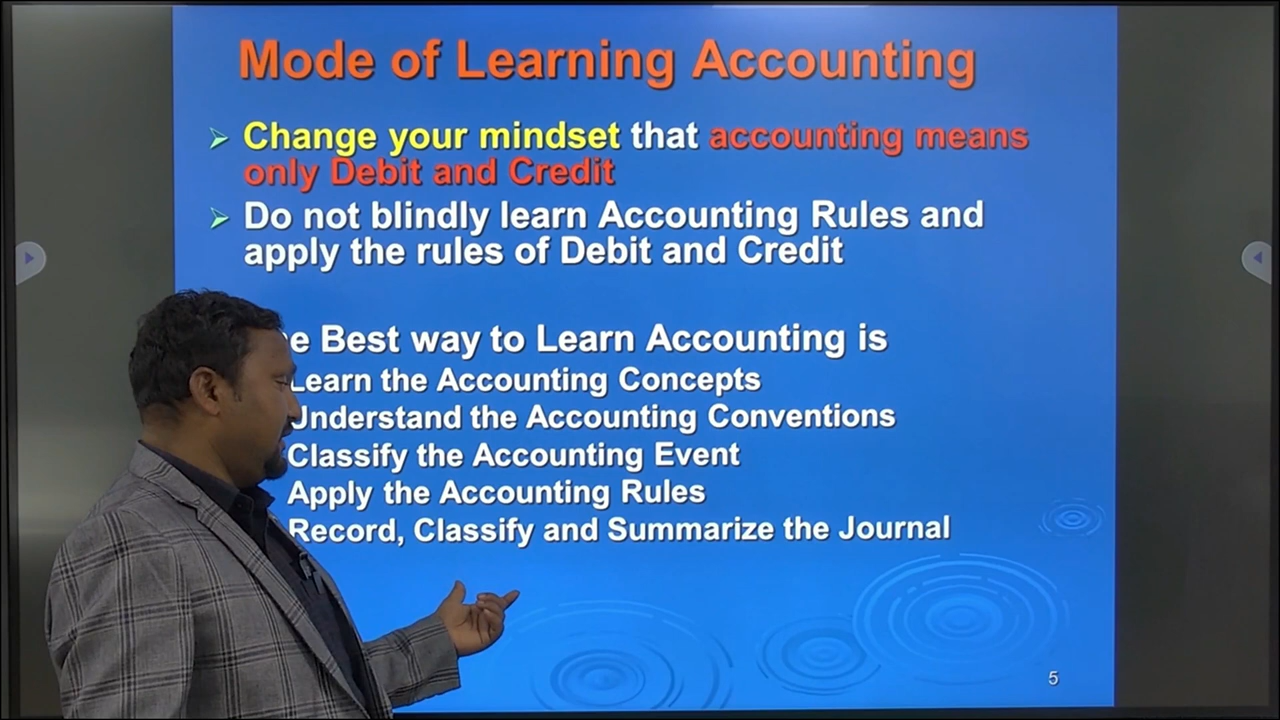 Mode of Learning Accounting
Change your mindset that accounting means
only Debit and Credit
Do not blindly learn Accounting Rules and
apply the rules of Debit and Credit
Best way to Learn Accounting is
Learn the Accounting Concepts
Understand the Accounting Conventions
Classify the Accounting Event
Apply the Accounting Rules
Record, Classify and Summarize the Journal
5